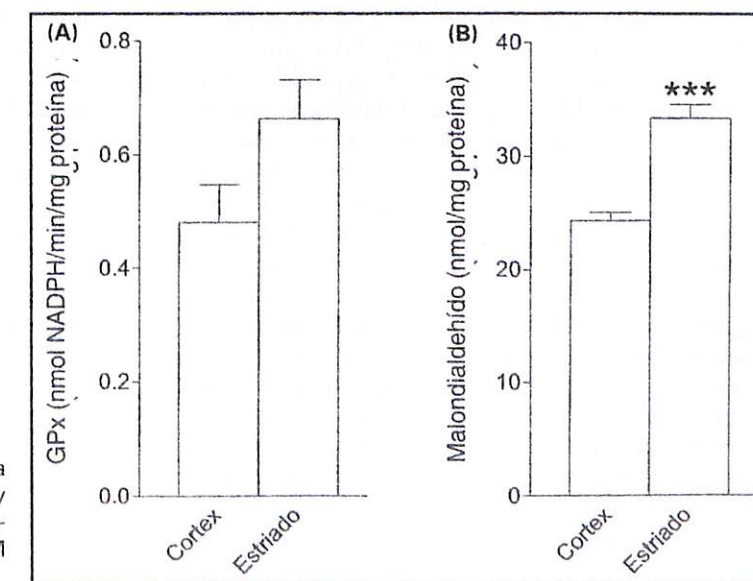 (A)
GPx (nmol NADPH/min/mg proteína)
0.8
0.6
0.4
0.2
0.0
Cortex
Estriado
(B)
Malondialdehído (nmol/mg proteína)
40
30
20
10
0
***
Cortex
Estriado
a